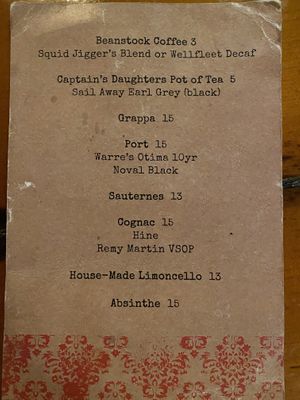 Beanstock Coffee 3
Squid Jigger's Blend or Wellfleet Decaf
Captain's Daughters Pot of Tea 5
Sail Away Earl Grey (black)
Grappa 15
Port 15
Warre's Otima 10yr
Noval Black
Sauternes 13
Cognac 15
Hine
Remy Martin VSOP
House-Made Limoncello 13
Absinthe 15